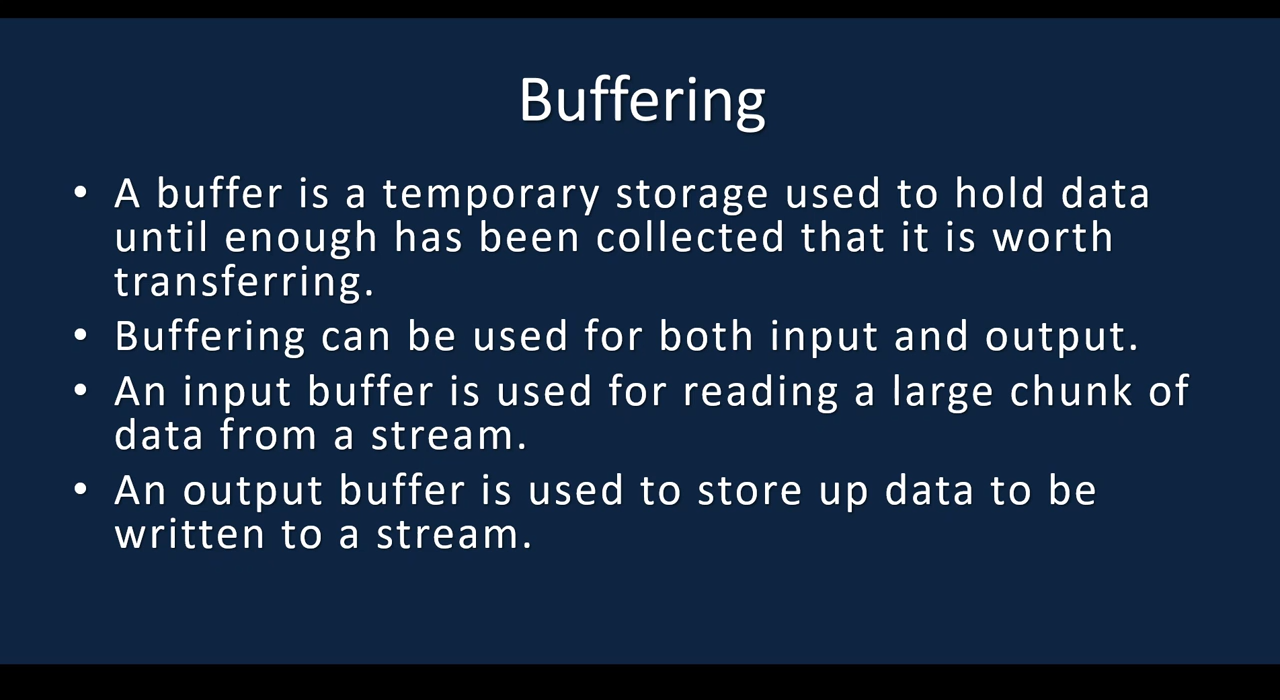 Buffering
• A buffer is a temporary storage used to hold data
until enough has been collected that it is worth
transferring.
• Buffering can be used for both input and output.
• An input buffer is used for reading a large chunk of
data from a stream.
• An output buffer is used to store up data to be
written to a stream.